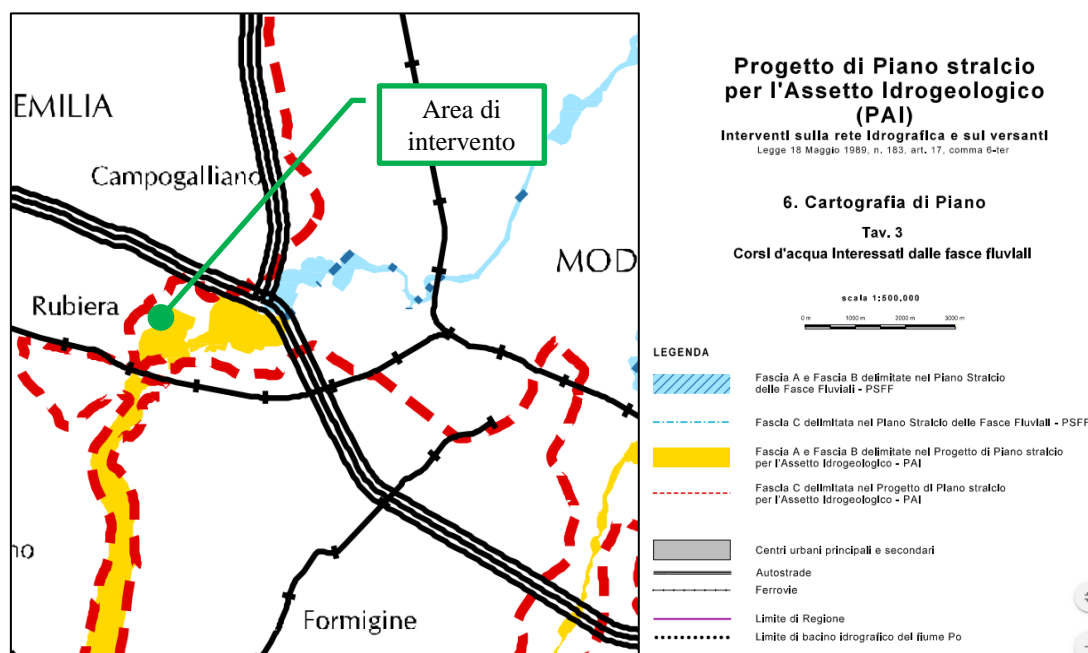 EMILIA
Area di
intervento
Campogalliano
MOD
Rubiera
no
Formigine
Progetto di Piano stralcio
per l'Assetto Idrogeologico
(PAI)
Interventi sulla rete Idrografica e sui versanti
Legge 18 Maggio 1989, n. 183, art. 17, comma 6-ter
6. Cartografia di Piano
Tav. 3
Corsi d'acqua Interessati dalle fasce fluviali
scala 1:500.000
0 m 1000 m 2000 m 3000 m
LEGENDA
Fascia A e Fascia B delimitate nel Piano Stralcio
delle Fasce Fluviali - PSFF
Fascia C delimitata nel Piano Stralcio delle Fasce Fluviali - PSFF
Fascia A e Fascia B delimitate nel Progetto di Piano stralcio
per l'Assetto Idrogeologico - PAI
Fascia C delimitata nel Progetto di Piano stralcio
per l'Assetto Idrogeologico - PAI
Centri urbani principali e secondari
Autostrade
Ferrovie
Limite di Regione
Limite di bacino idrografico del fiume Po